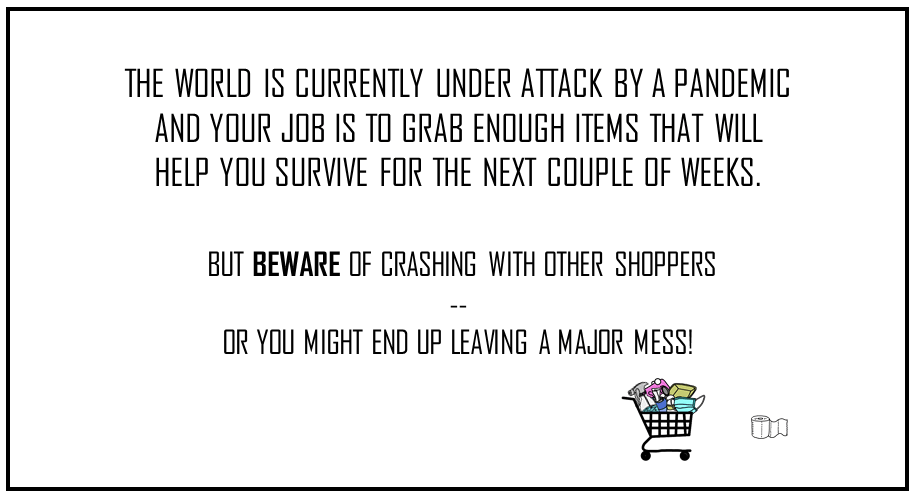 THE WORLD IS CURRENTLY UNDER ATTACK BY A PANDEMIC
AND YOUR JOB IS TO GRAB ENOUGH ITEMS THAT WILL
HELP YOU SURVIVE FOR THE NEXT COUPLE OF WEEKS.
BUT BEWARE OF CRASHING WITH OTHER SHOPPERS
--
OR YOU MIGHT END UP LEAVING A MAJOR MESS!